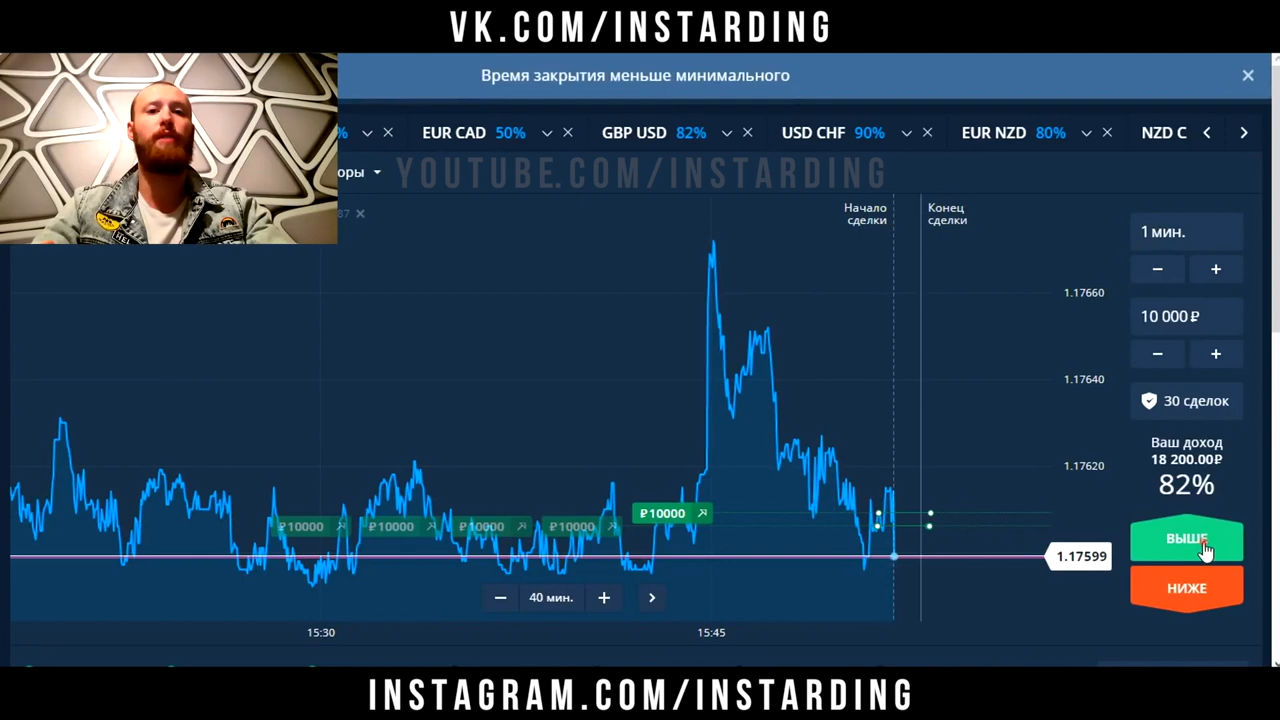 VK.COM/INSTARDING
Время закрытия меньше минимального
%
EUR CAD 50%
GBP USD 82%
USD CHF 90%
EUR NZD 80%
NZD C
оры
YOUTUBE.COM/INSTARDING
87
Начало
сделки
Конец
сделки
1 мин.
1.17660
10 000 ₽
1.17640
30 сделок
Ваш доход
18 200.00₽
82%
1.17620
₽10000
₽10000
₽10000
₽10000
₽10000
ВЫШЕ
1.17599
НИЖЕ
40 мин.
15:30
15:45
INSTAGRAM.COM/INSTARDING